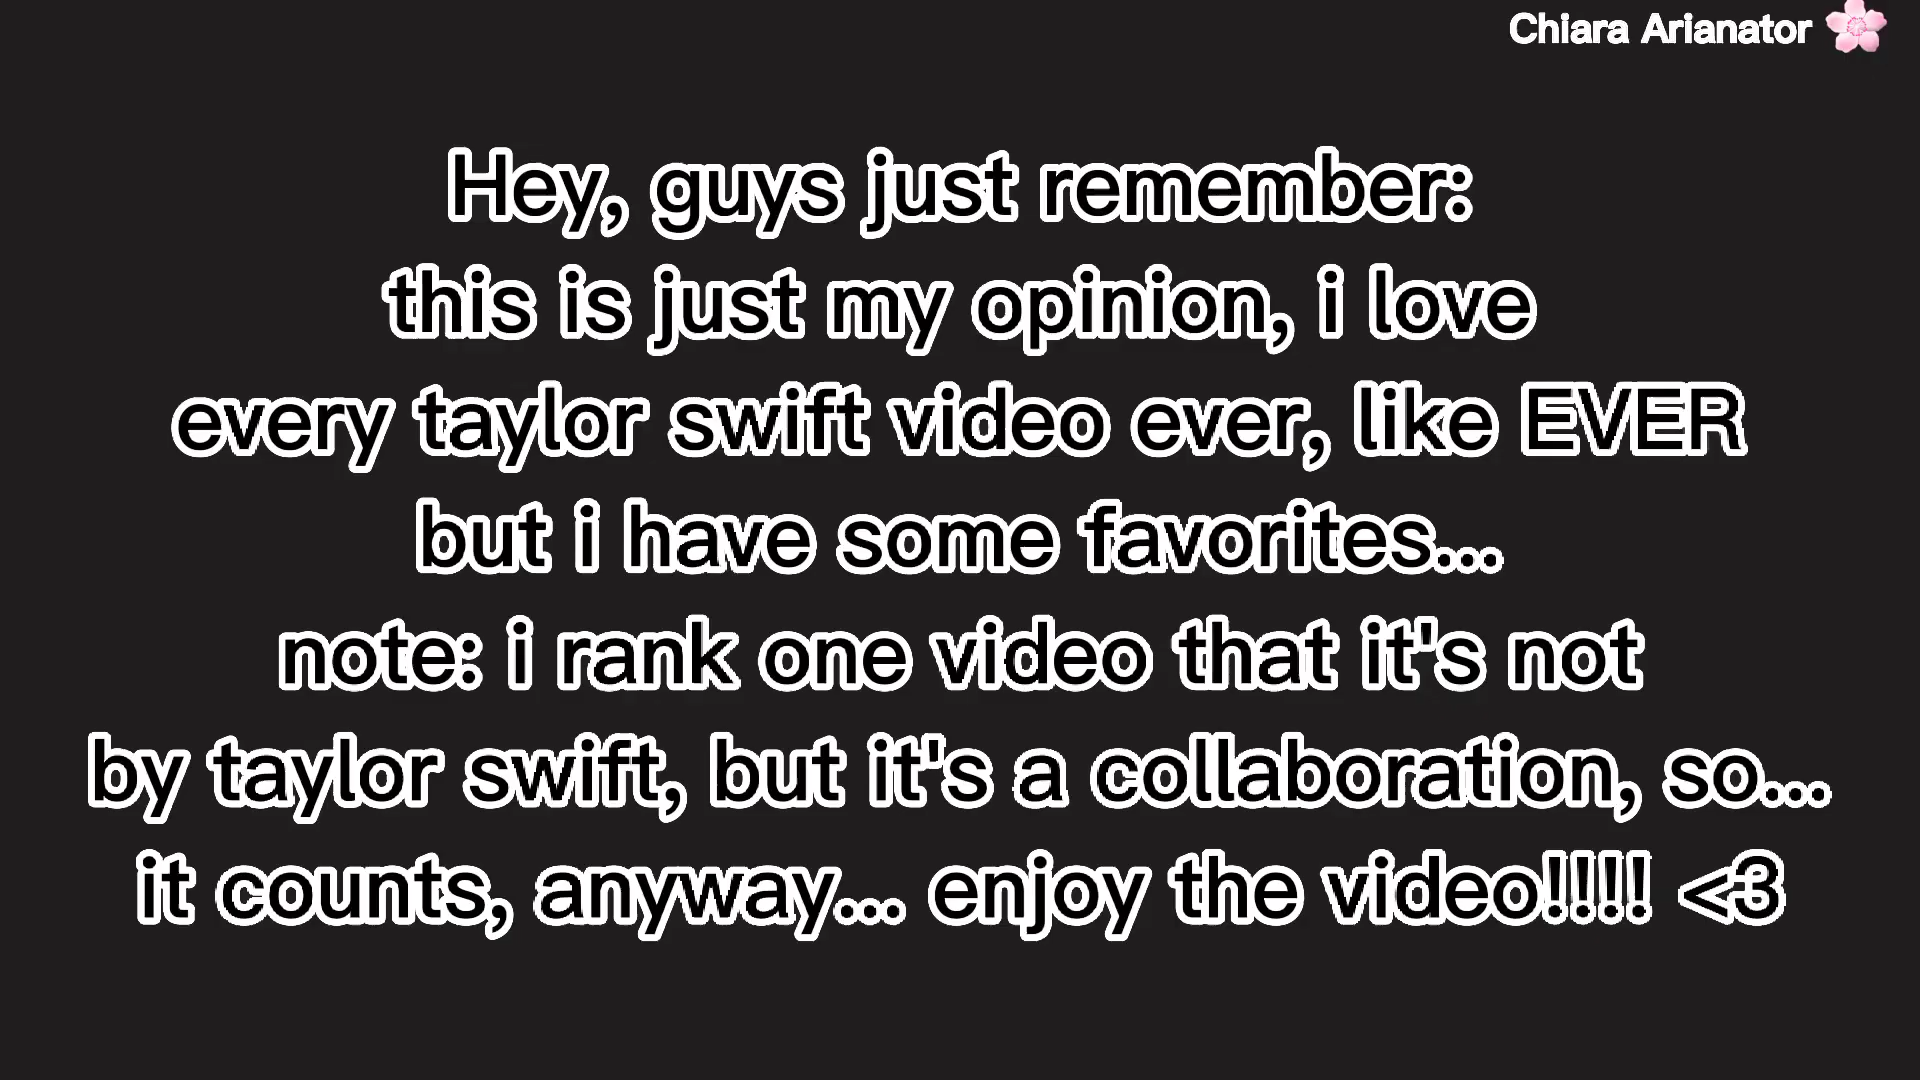 Chiara Arianator 🌸
Hey, guys just remember:
this is just my opinion, i love
every taylor swift video ever, like EVER
but i have some favorites...
note: i rank one video that it's not
by taylor swift, but it's a collaboration, so...
it counts, anyway... enjoy the video!!!! <3